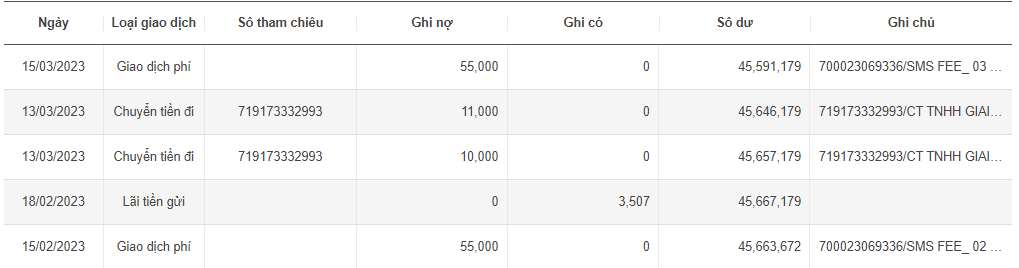 Ngày Loại giao dịch Số tham chiếu Ghi nợ Ghi có Số dư Ghi chú
15/03/2023 Giao dịch phí 55,000 0 45,591,179 700023069336/SMS FEE_ 03 ...
13/03/2023 Chuyển tiền đi 719173332993 11,000 0 45,646,179 719173332993/CT TNHH GIAI...
13/03/2023 Chuyển tiền đi 719173332993 10,000 0 45,657,179 719173332993/CT TNHH GIAI...
18/02/2023 Lãi tiền gửi 0 3,507 45,667,179
15/02/2023 Giao dịch phí 55,000 0 45,663,672 700023069336/SMS FEE_ 02 ...